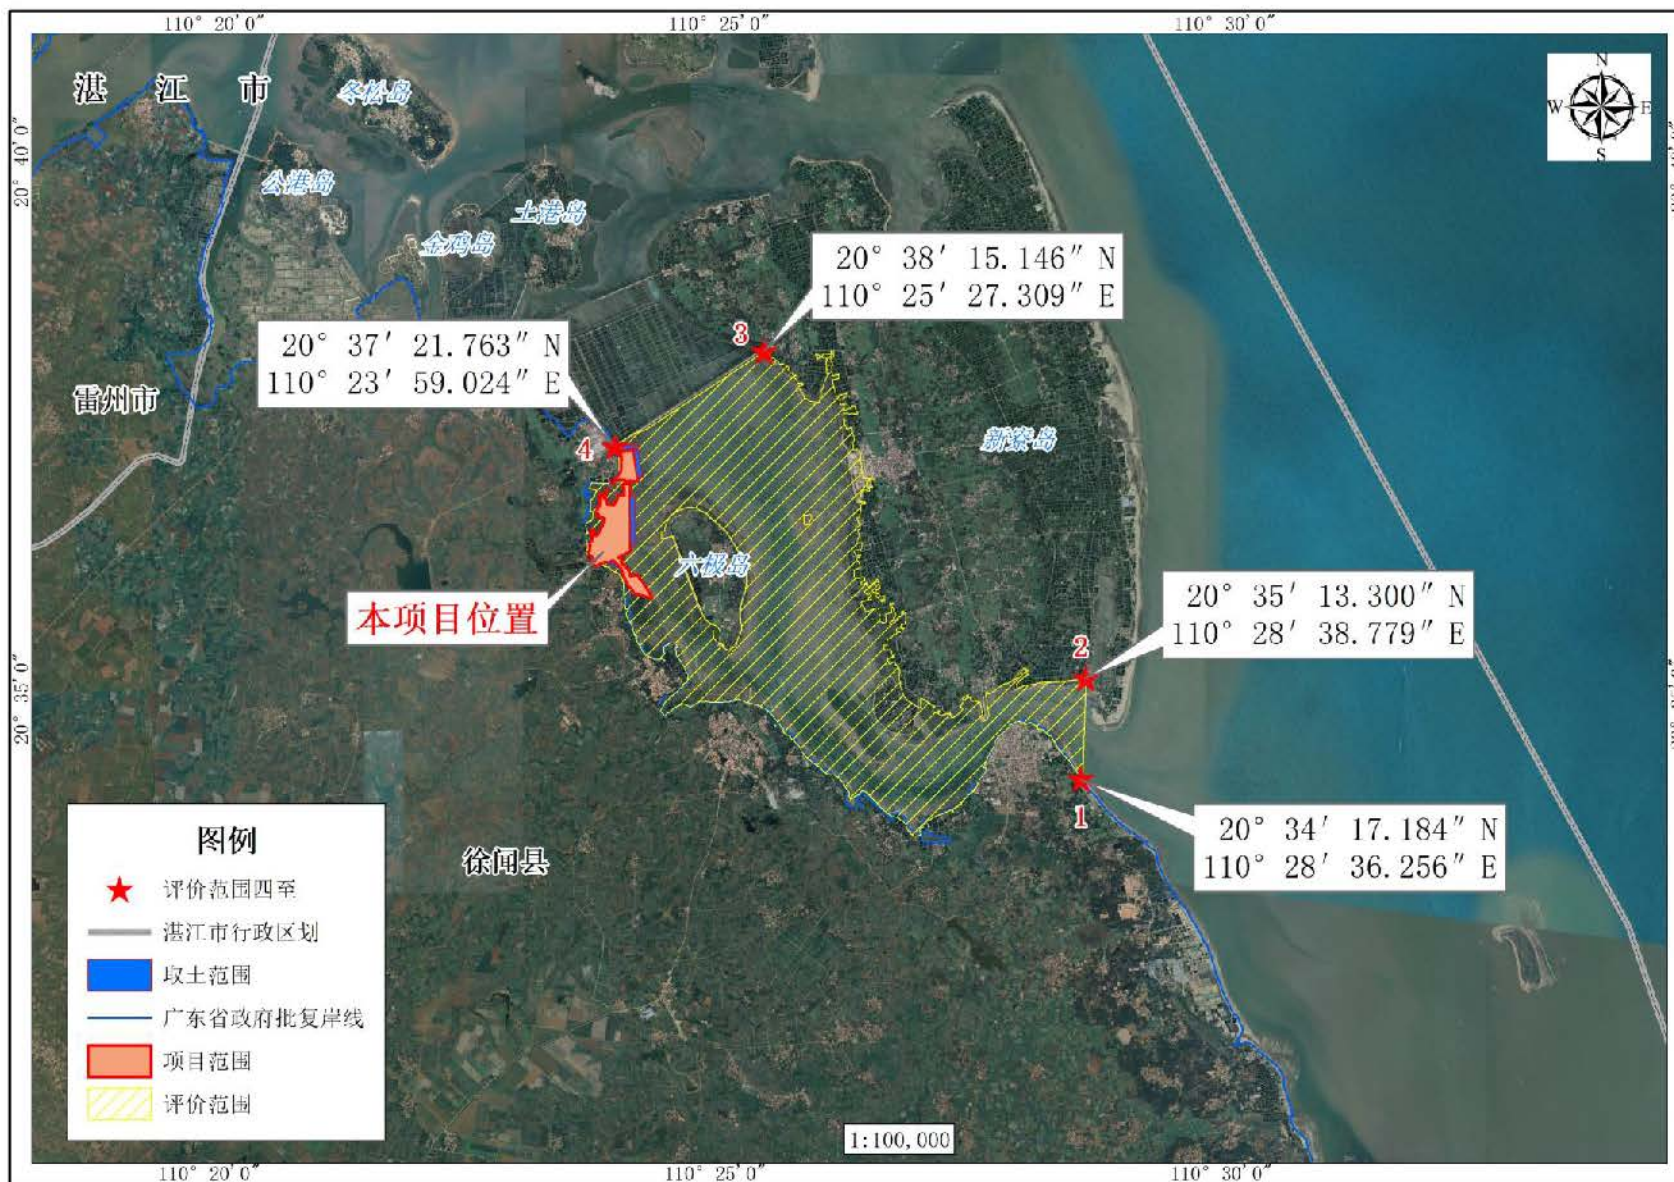 110° 20′ 0″
110° 25′ 0″
110° 30′ 0″
湛江市
冬松岛
N
W
E
S
20° 40′ 0″
公港岛
土港岛
金鸡岛
20° 38′ 15.146″ N
110° 25′ 27.309″ E
3
20° 37′ 21.763″ N
110° 23′ 59.024″ E
雷州市
4
新寮岛
六极岛
本项目位置
20° 35′ 13.300″ N
110° 28′ 38.779″ E
2
20° 35′ 0″
1
20° 34′ 17.184″ N
110° 28′ 36.256″ E
徐闻县
图例
评价范围四至
湛江市行政区划
取土范围
广东省政府批复岸线
项目范围
评价范围
1:100,000
110° 20′ 0″
110° 25′ 0″
110° 30′ 0″